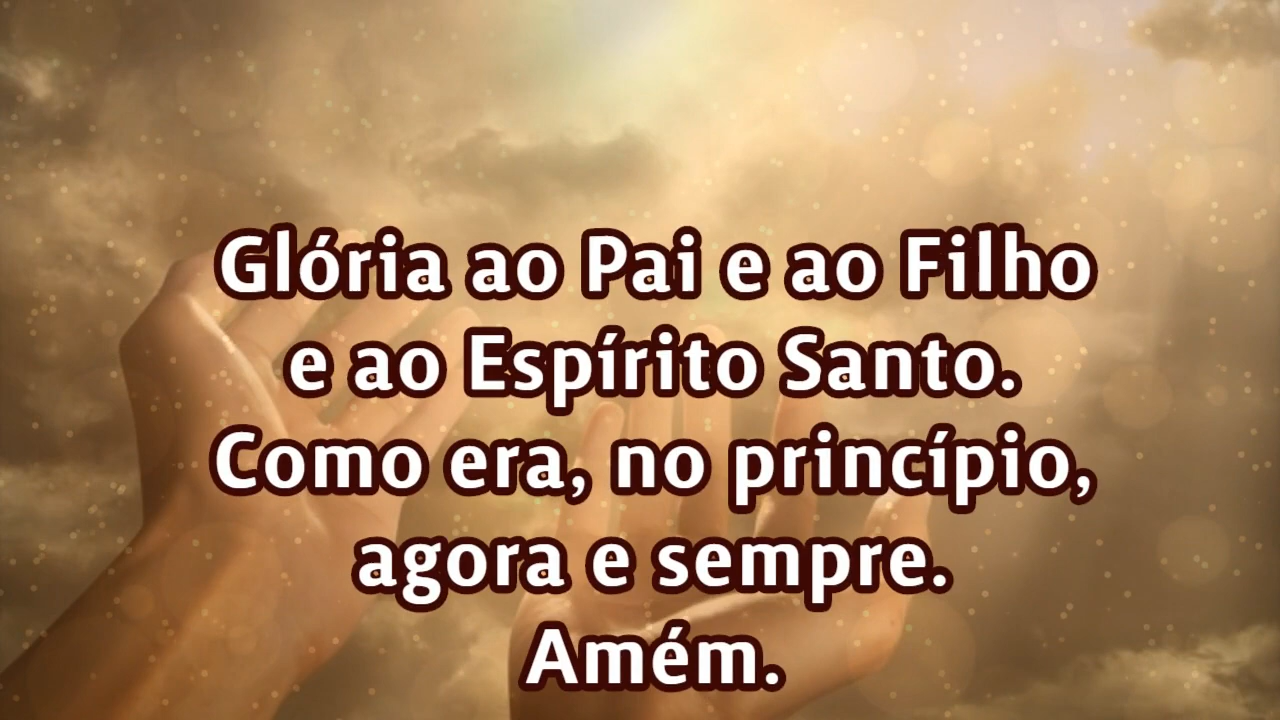 Glória ao Pai e ao Filho
e ao Espírito Santo.
Como era, no princípio,
agora e sempre.
Amém.